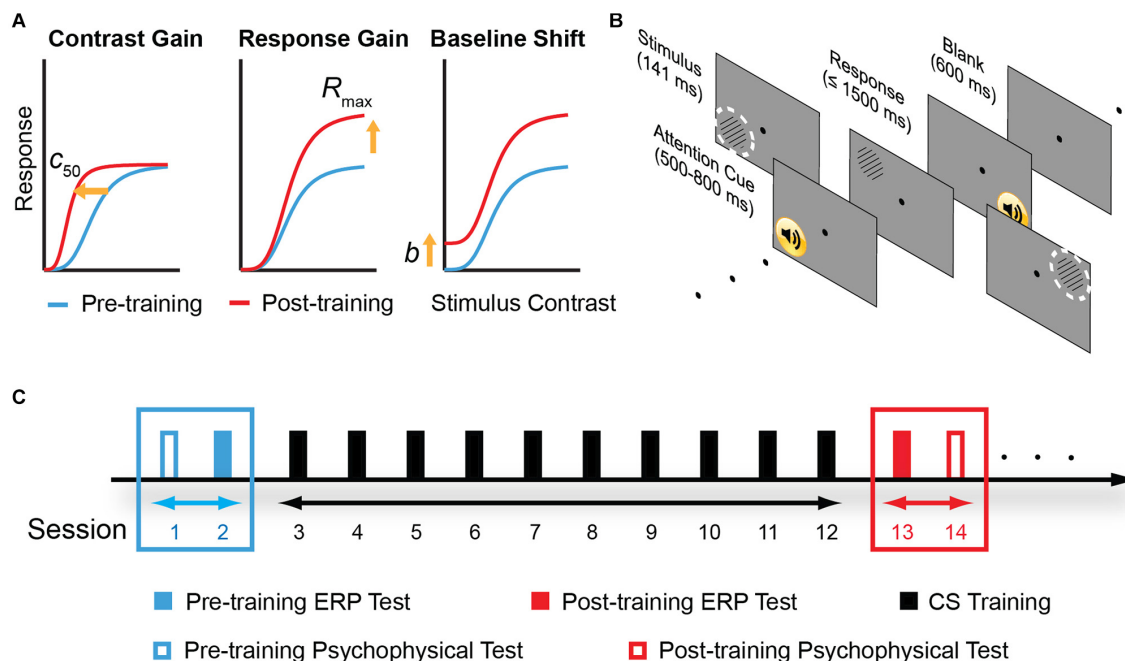 A
Contrast Gain
Response Gain
Baseline Shift
Response
c50
Rmax
b
Pre-training
Post-training
Stimulus Contrast
B
Stimulus
(141 ms)
Attention Cue
(500-800 ms)
Response
(≤ 1500 ms)
Blank
(600 ms)
C
Session
1 2 3 4 5 6 7 8 9 10 11 12 13 14
Pre-training ERP Test
Post-training ERP Test
CS Training
Pre-training Psychophysical Test
Post-training Psychophysical Test